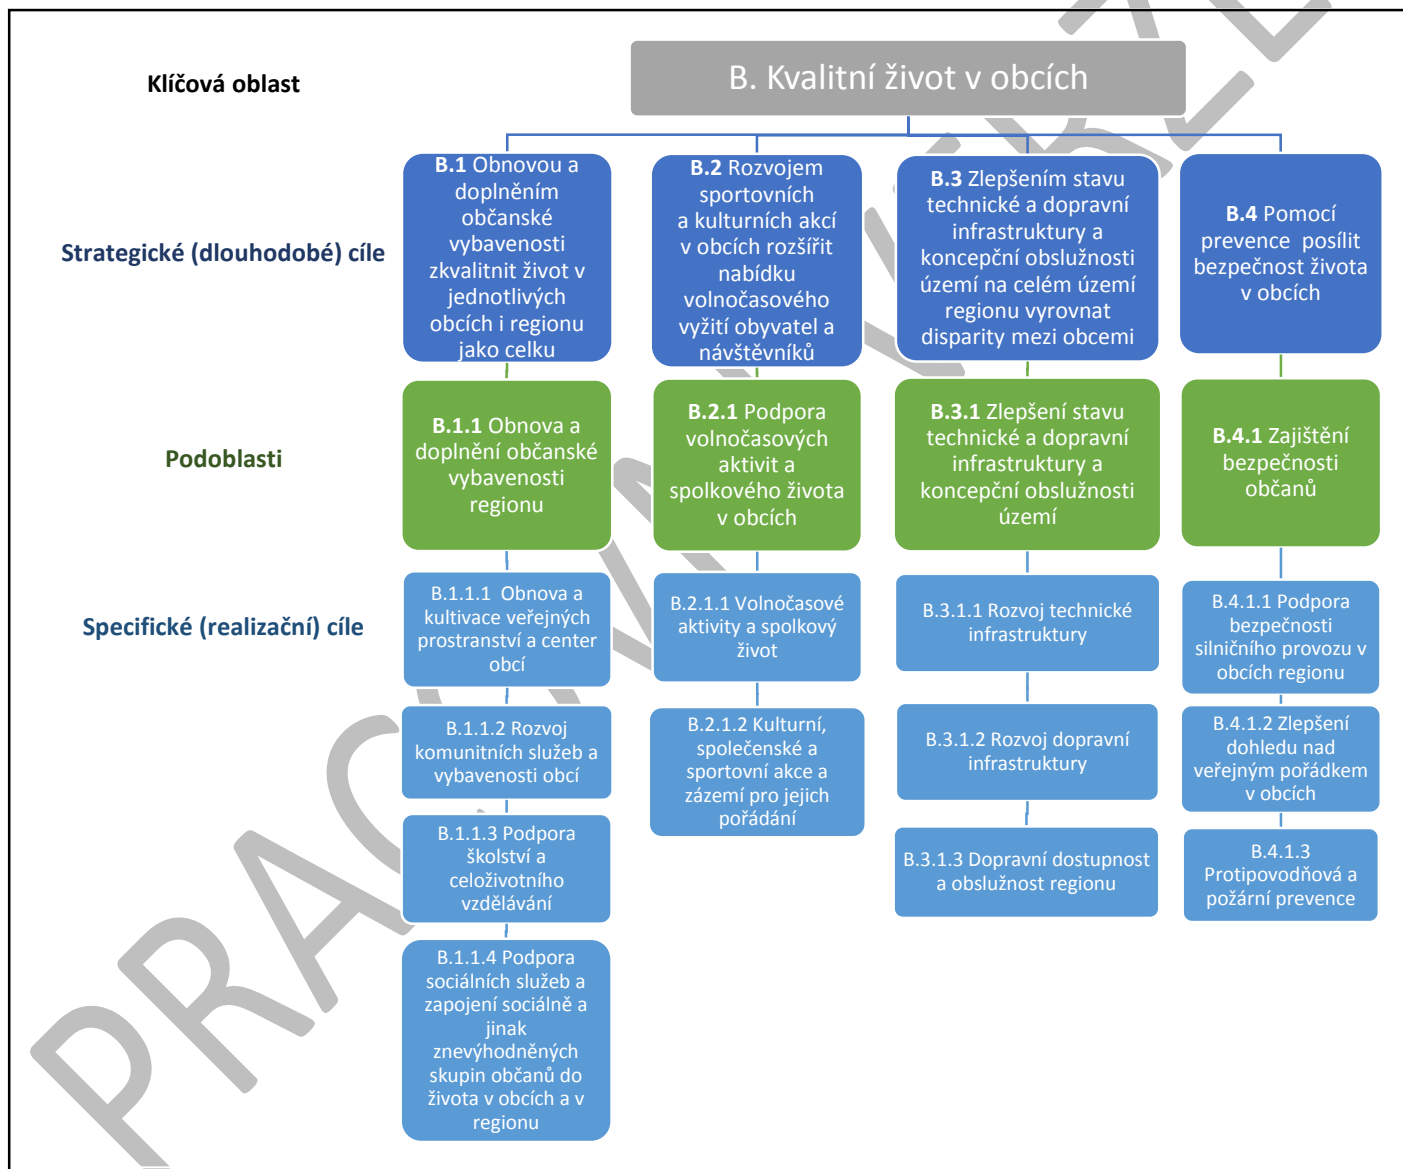 Klíčová oblast
B. Kvalitní život v obcích
Strategické (dlouhodobé) cíle
B.1 Obnovou a
doplněním
občanské
vybavenosti
zkvalitnit život v
jednotlivých
obcích i regionu
jako celku
B.2 Rozvojem
sportovních
a kulturních akcí
v obcích rozšířit
nabídku
volnočasového
vyžití obyvatel a
návštěvníků
B.3 Zlepšením stavu
technické a dopravní
infrastruktury a
koncepční obslužnosti
území na celém území
regionu vyrovnat
disparity mezi obcemi
B.4 Pomocí
prevence  posílit
bezpečnost života
v obcích
Podoblasti
B.1.1 Obnova a
doplnění občanské
vybavenosti
regionu
B.2.1 Podpora
volnočasových
aktivit a
spolkového života
v obcích
B.3.1 Zlepšení stavu
technické a dopravní
infrastruktury a
koncepční obslužnosti
území
B.4.1 Zajištění
bezpečnosti
občanů
Specifické (realizační) cíle
B.1.1.1  Obnova a
kultivace veřejných
prostranství a center
obcí
B.2.1.1 Volnočasové
aktivity a spolkový
život
B.3.1.1 Rozvoj technické
infrastruktury
B.4.1.1 Podpora
bezpečnosti
silničního provozu v
obcích regionu
B.1.1.2 Rozvoj
komunitních služeb a
vybavenosti obcí
B.2.1.2 Kulturní,
společenské a
sportovní akce a
zázemí pro jejich
pořádání
B.3.1.2 Rozvoj dopravní
infrastruktury
B.4.1.2 Zlepšení
dohledu nad
veřejným pořádkem
v obcích
B.1.1.3 Podpora
školství a
celoživotního
vzdělávání
B.3.1.3 Dopravní dostupnost
a obslužnost regionu
B.4.1.3
Protipovodňová a
požární prevence
B.1.1.4 Podpora
sociálních služeb a
zapojení sociálně a
jinak
znevýhodněných
skupin občanů do
života v obcích a v
regionu